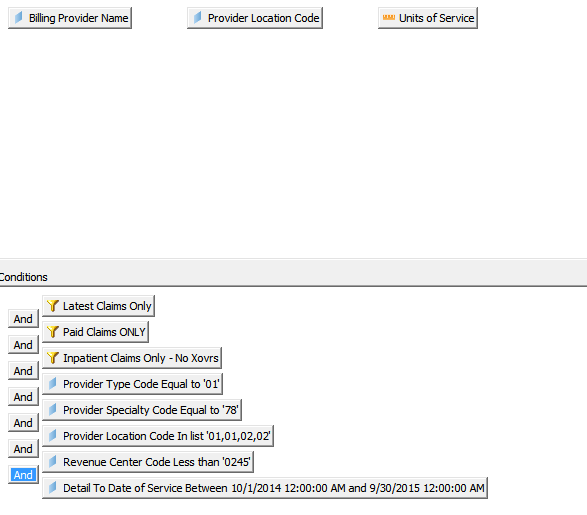 Billing Provider Name
Provider Location Code
Units of Service
Conditions
Latest Claims Only
And
Paid Claims ONLY
And
Inpatient Claims Only - No Xovrs
And
Provider Type Code Equal to '01'
And
Provider Specialty Code Equal to '78'
And
Provider Location Code In list '01,01,02,02'
And
Revenue Center Code Less than '0245'
And
Detail To Date of Service Between 10/1/2014 12:00:00 AM and 9/30/2015 12:00:00 AM